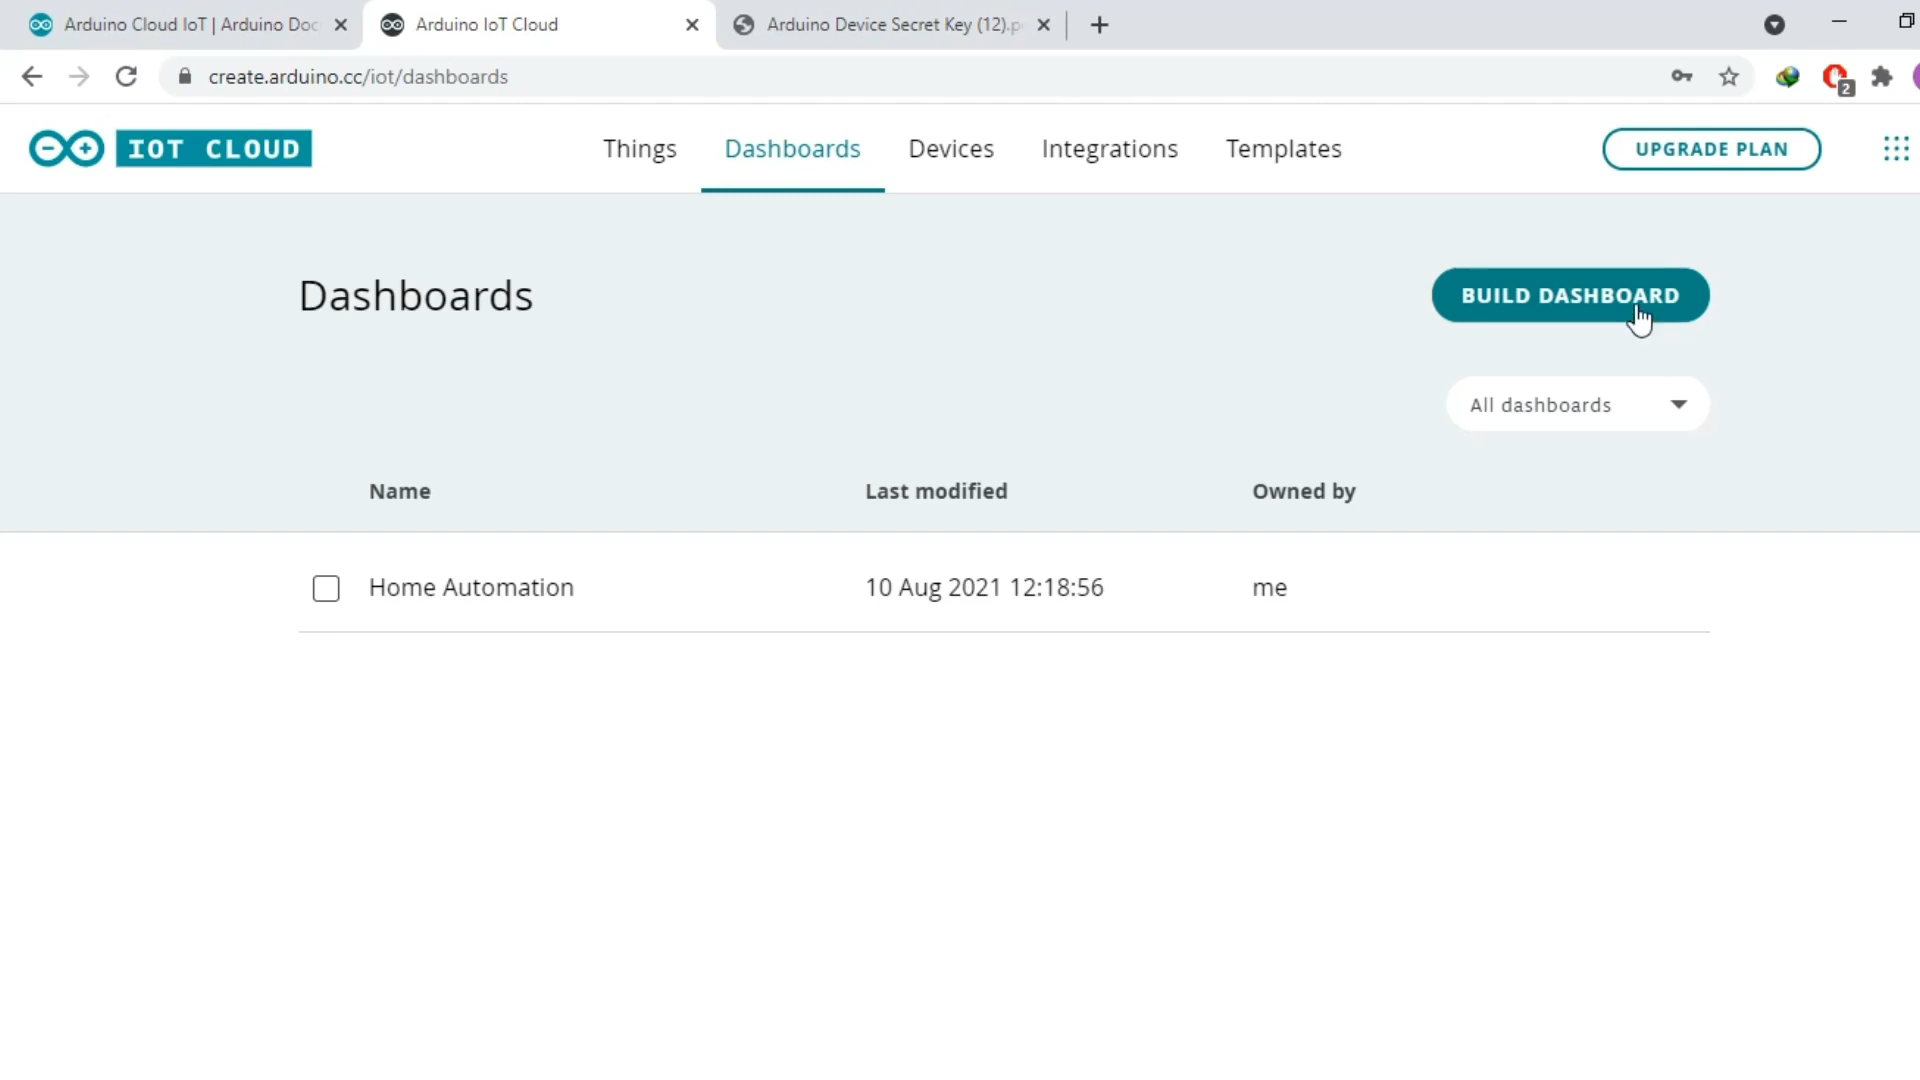 Arduino Cloud IoT | Arduino Doc
Arduino IoT Cloud
Arduino Device Secret Key (12).p
create.arduino.cc/iot/dashboards
2
IOT CLOUD
Things
Dashboards
Devices
Integrations
Templates
UPGRADE PLAN
Dashboards
BUILD DASHBOARD
All dashboards
Name
Last modified
Owned by
Home Automation
10 Aug 2021 12:18:56
me